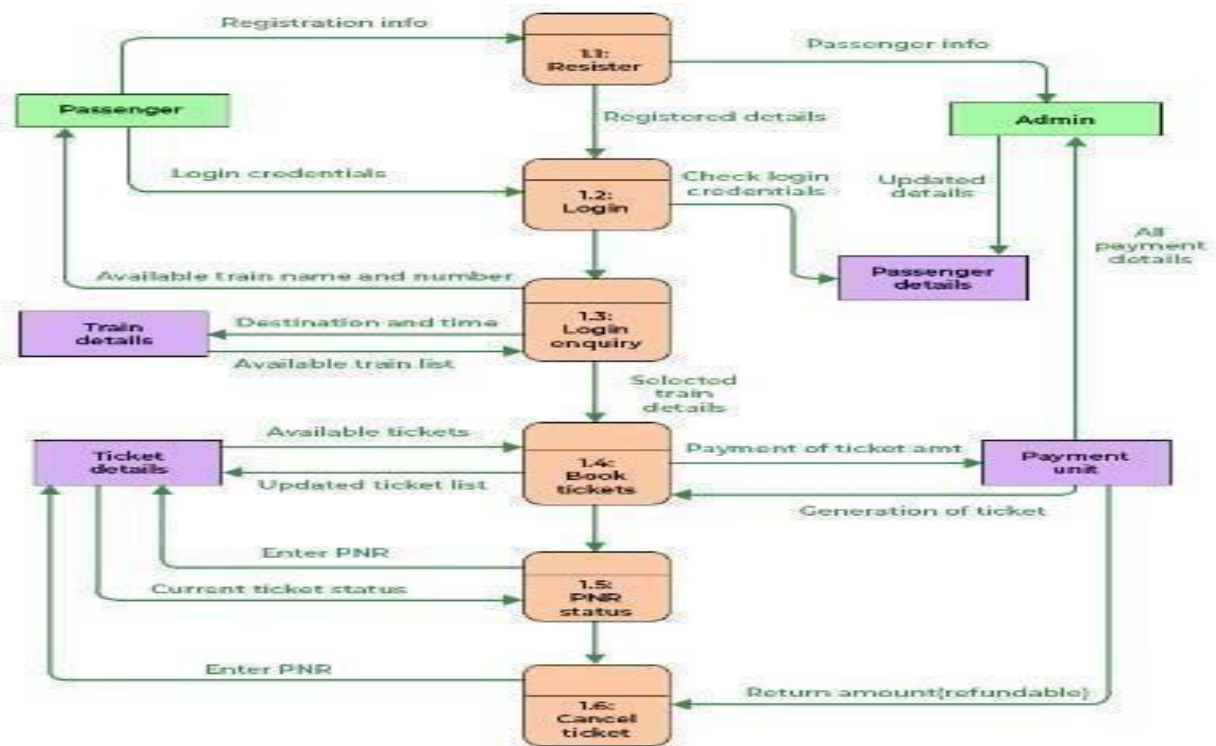 Registration info
1.1:
Resister
Passenger info
Passenger
Admin
Registered details
Login credentials
1.2:
Login
Check login
credentials
Updated
details
All
payment
details
Available train name and number
Passenger
details
1.3:
Login
enquiry
Train
details
Destination and time
Available train list
Selected
train
details
Available tickets
Ticket
details
1.4:
Book
tickets
Payment of ticket amt
Payment
unit
Updated ticket list
Generation of ticket
Enter PNR
Current ticket status
1.5:
PNR
status
Enter PNR
1.6:
Cancel
ticket
Return amount(refundable)